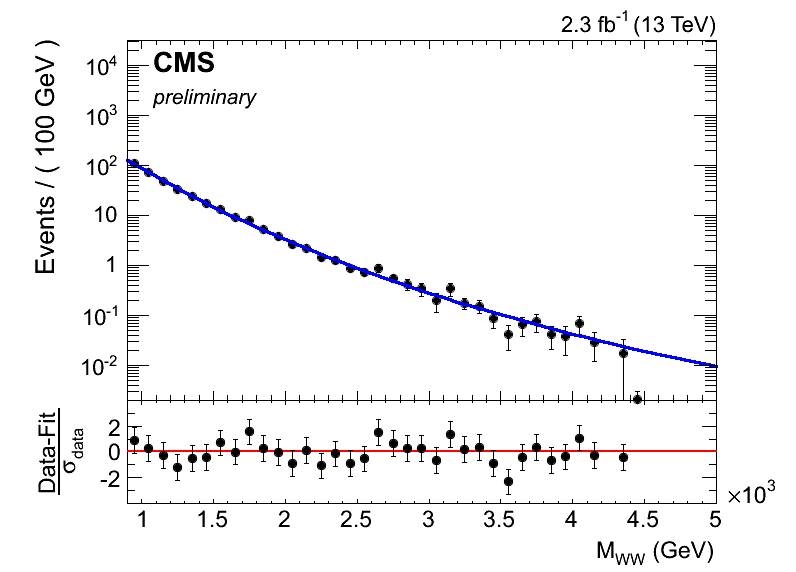 2.3 fb⁻¹ (13 TeV)
CMS
preliminary
Events / ( 100 GeV )
10⁴
10³
10²
10
1
10⁻¹
10⁻²
Data-Fit
σdata
2
0
-2
1 1.5 2 2.5 3 3.5 4 4.5 5
×10³
M_WW (GeV)